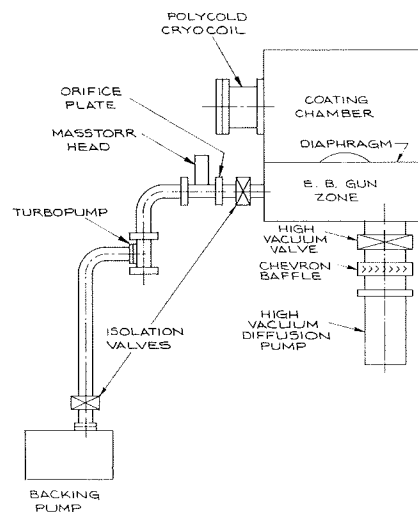 POLYCOLD
CRYOCOIL
ORIFICE
PLATE
MASSTORR
HEAD
COATING
CHAMBER
DIAPHRAGM
E. B. GUN
ZONE
TURBOPUMP
HIGH
VACUUM
VALVE
CHEVRON
BAFFLE
ISOLATION
VALVES
HIGH
VACUUM
DIFFUSION
PUMP
BACKING
PUMP